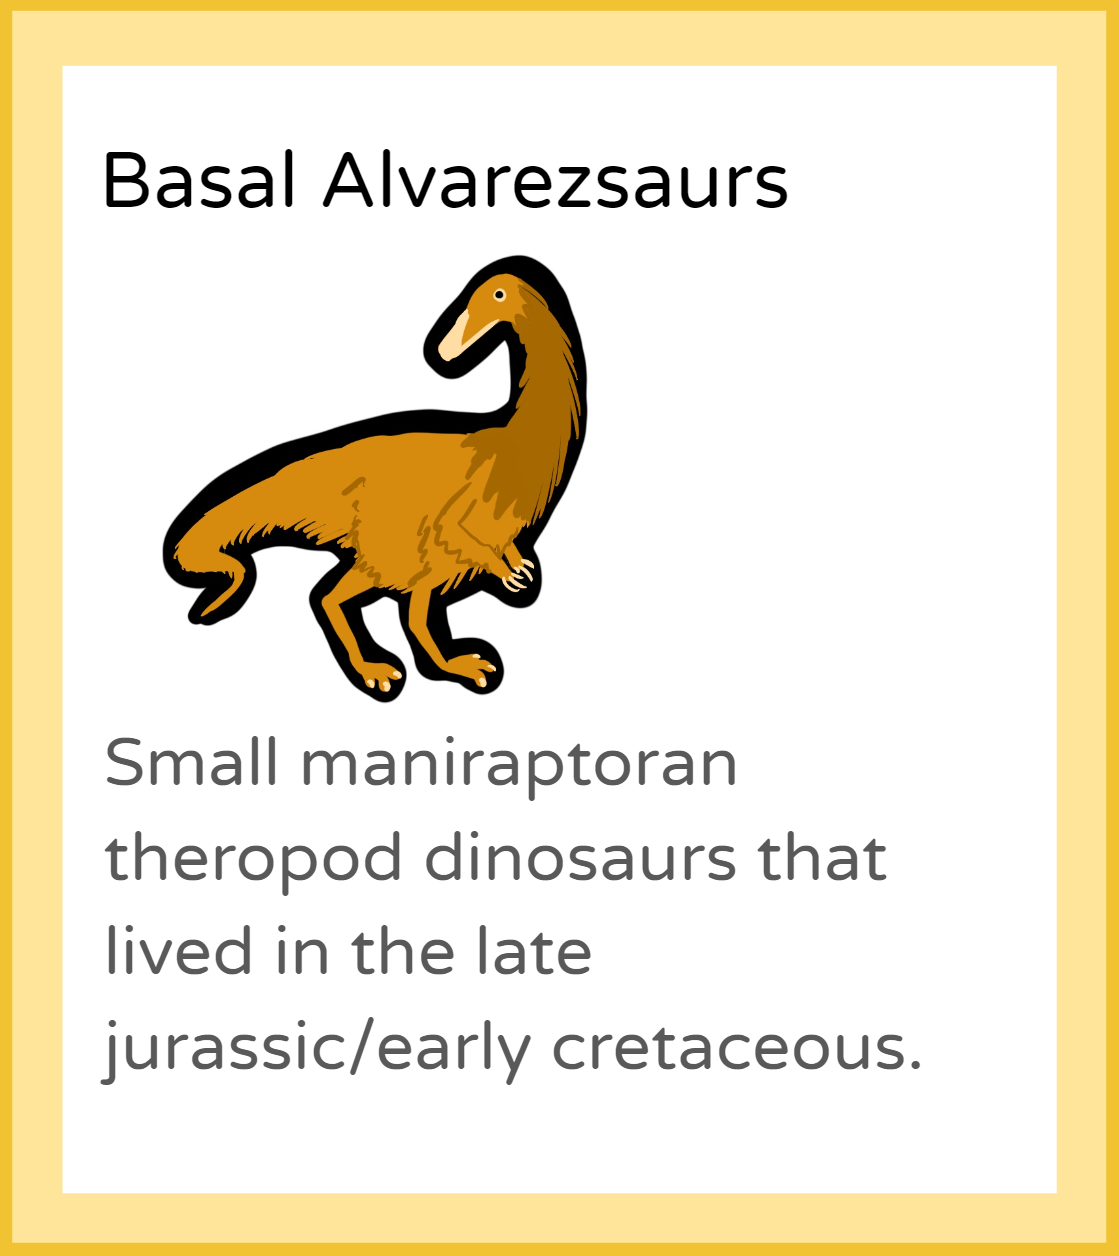 Basal Alvarezsaurs
Small maniraptoran
theropod dinosaurs that
lived in the late
jurassic/early cretaceous.